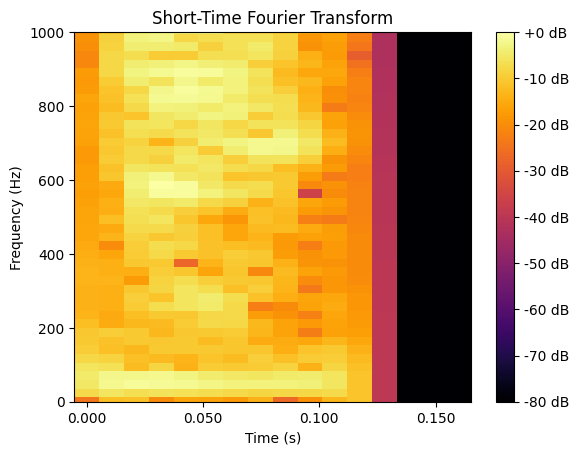 Short-Time Fourier Transform
1000
800
600
400
200
0
Frequency (Hz)
0.000
0.050
0.100
0.150
Time (s)
+0 dB
-10 dB
-20 dB
-30 dB
-40 dB
-50 dB
-60 dB
-70 dB
-80 dB